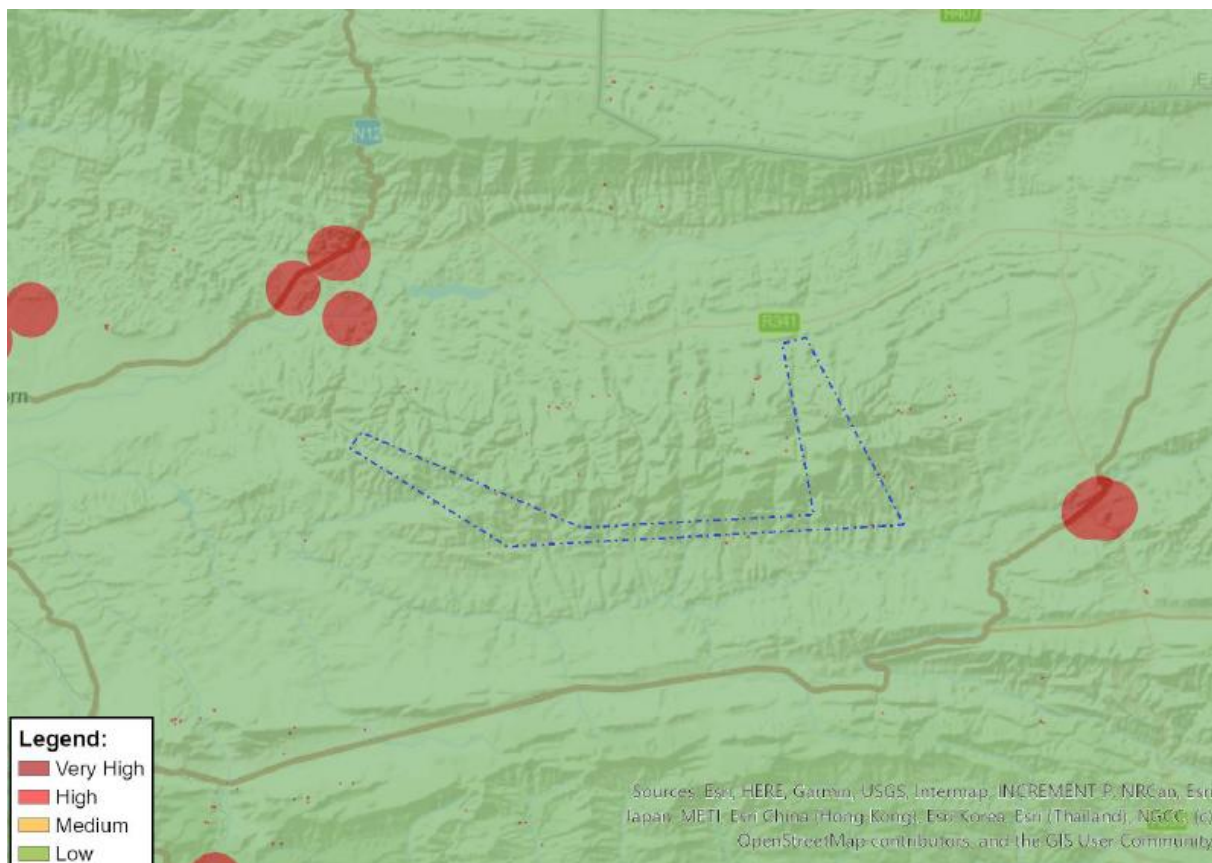 N12
R341
orn
Legend:
Very High
High
Medium
Low
Sources: Esri, HERE, Garmin, USGS, Intermap, INCREMENT P, NRCan, Esri
Japan, METI, Esri China (Hong Kong), Esri Korea, Esri (Thailand), NGCC, (c)
OpenStreetMap contributors, and the GIS User Community